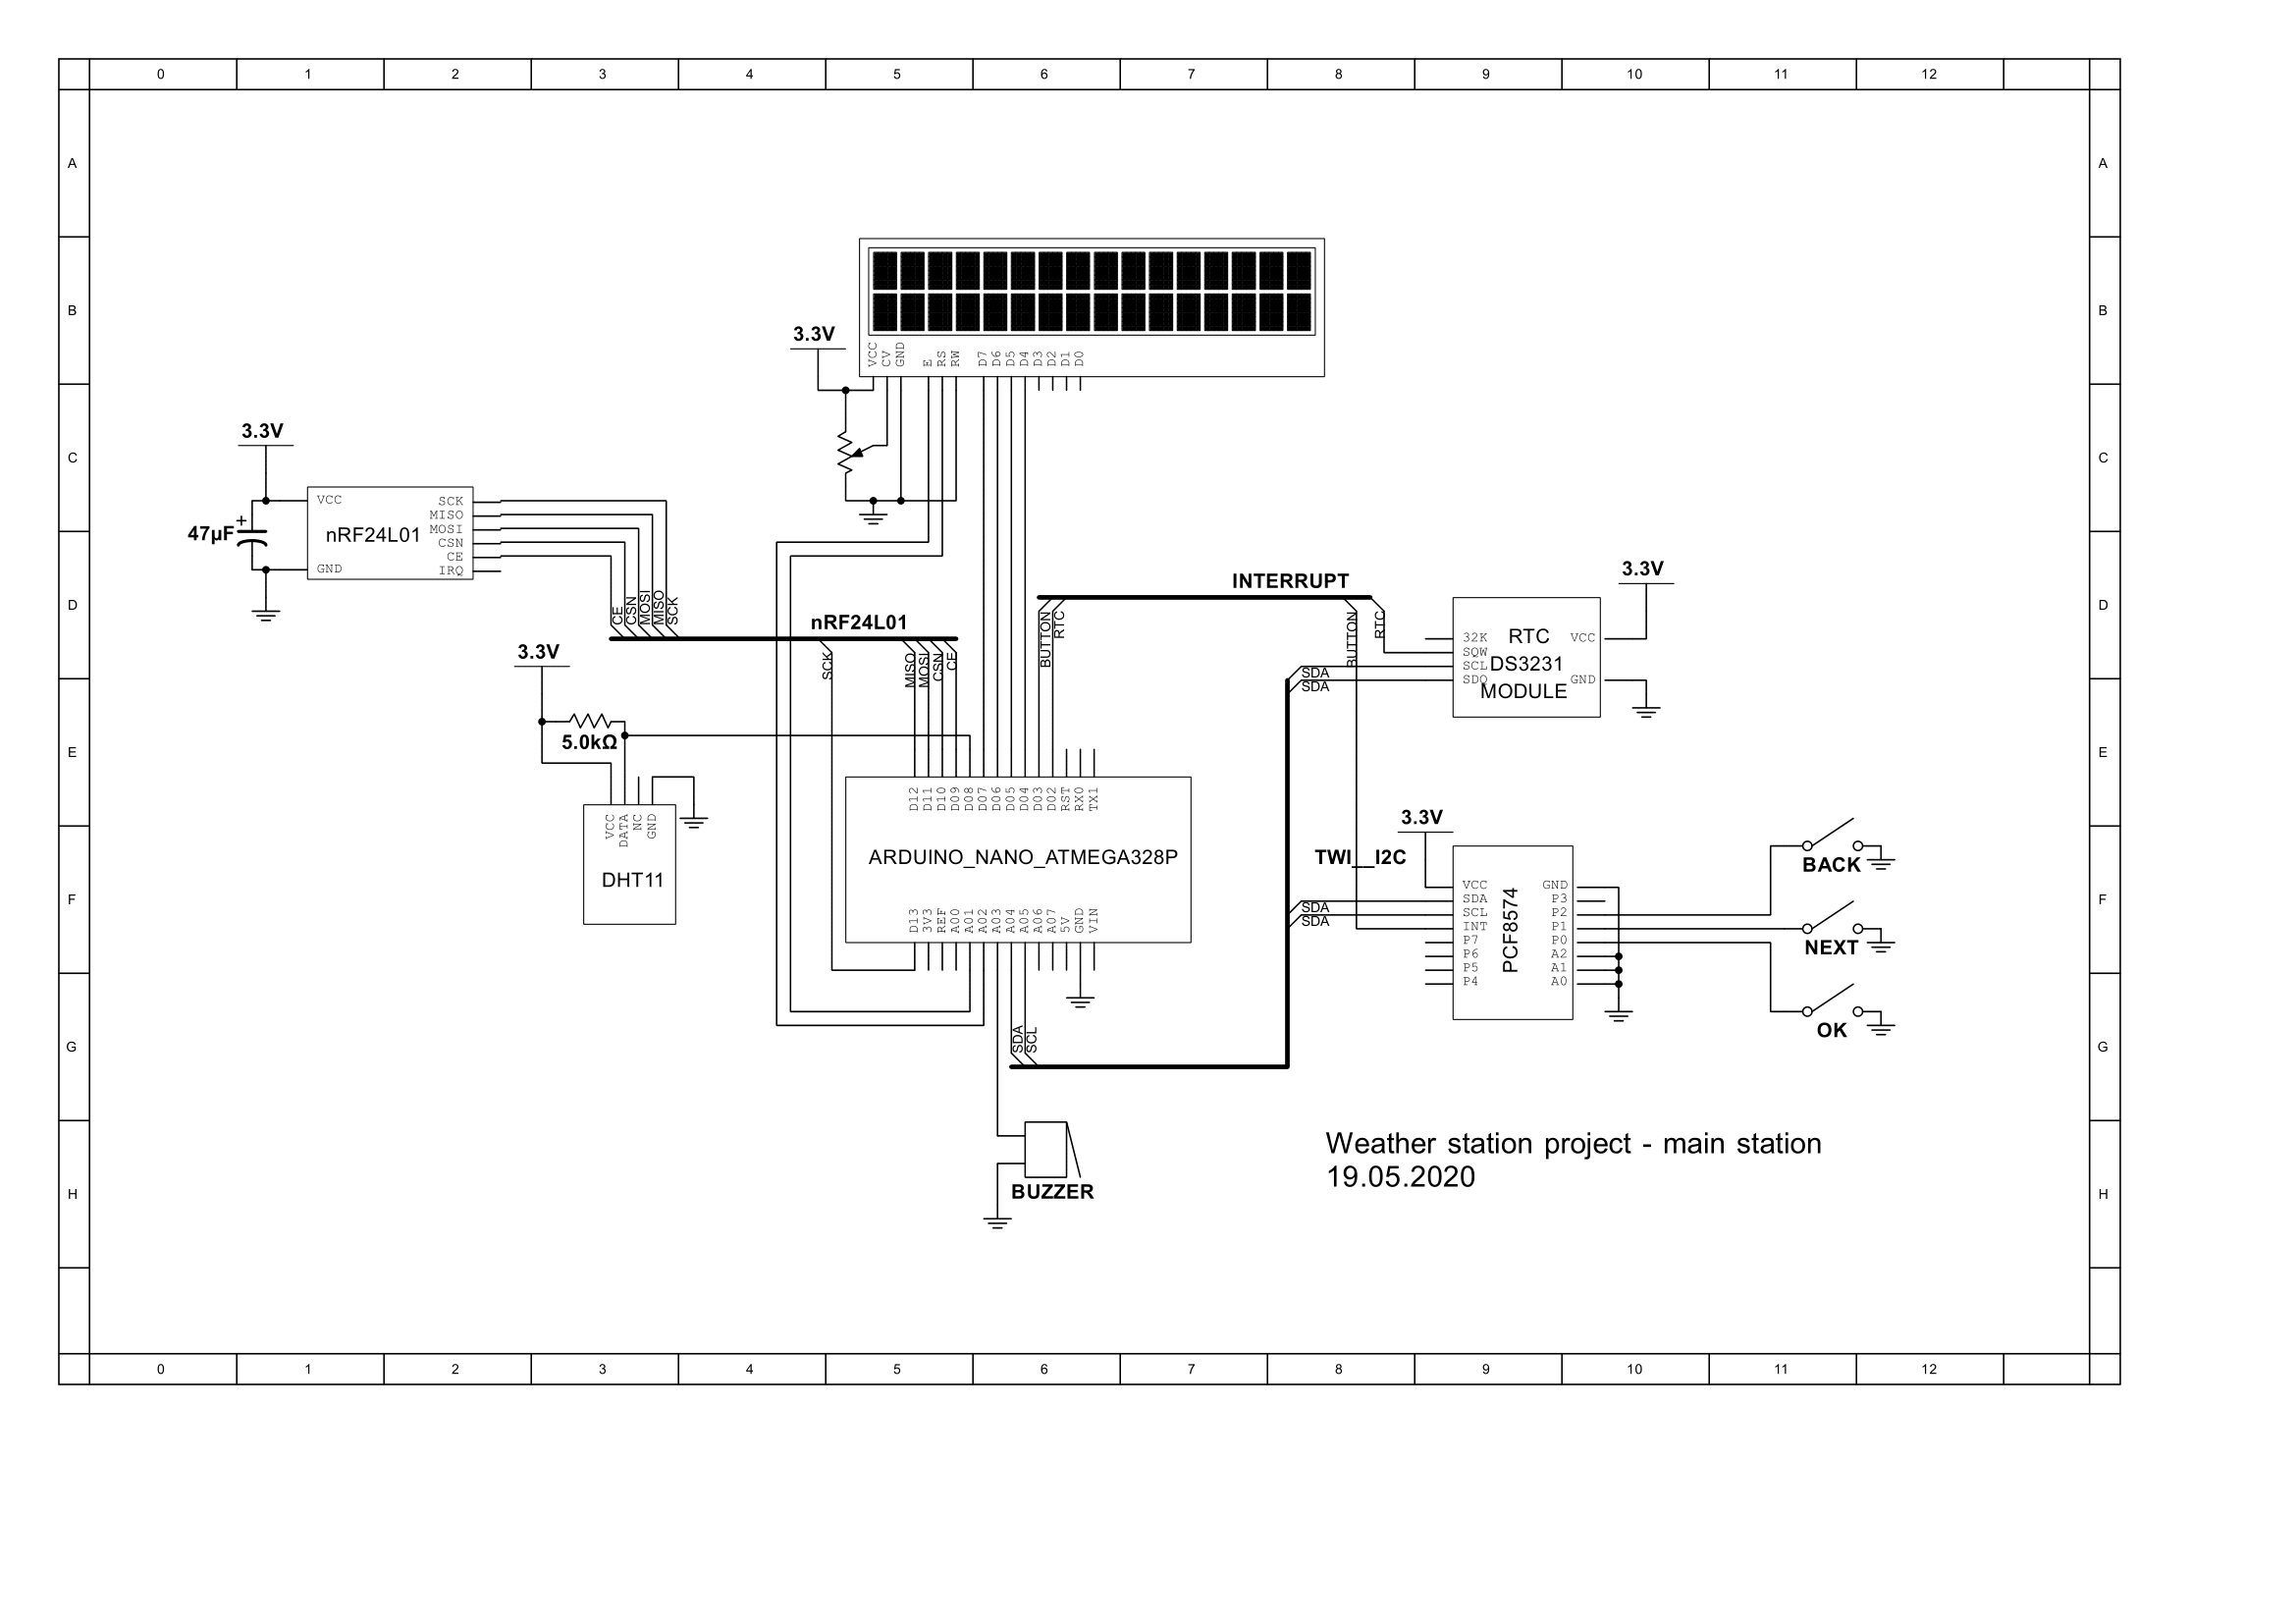 0 1 2 3 4 5 6 7 8 9 10 11 12
A A
B B
3.3V
VCC CV GND E RS RW D7 D6 D5 D4 D3 D2 D1 D0
C C
3.3V
47µF
VCC
GND
nRF24L01
SCK
MISO
MOSI
CSN
CE
IRQ
D D
CE CSN MOSI MISO SCK
nRF24L01
SCK MISO MOSI CSN CE
INTERRUPT
BUTTON RTC
BUTTON RTC
3.3V
32K
SQW
SCL
SDQ
RTC
DS3231
MODULE
VCC
GND
SDA
SDA
3.3V
5.0kΩ
E E
VCC DATA NC GND
DHT11
D12 D11 D10 D09 D08 D07 D06 D05 D04 D03 D02 RST RX0 TX1
ARDUINO_NANO_ATMEGA328P
D13 3V3 REF A00 A01 A02 A03 A04 A05 A06 A07 5V GND VIN
3.3V
TWI__I2C
F F
SDA
SDA
VCC
SDA
SCL
INT
P7
P6
P5
P4
PCF8574
GND
P3
P2
P1
P0
A2
A1
A0
BACK
NEXT
OK
G G
SDA SCL
BUZZER
Weather station project - main station
19.05.2020
H H
0 1 2 3 4 5 6 7 8 9 10 11 12